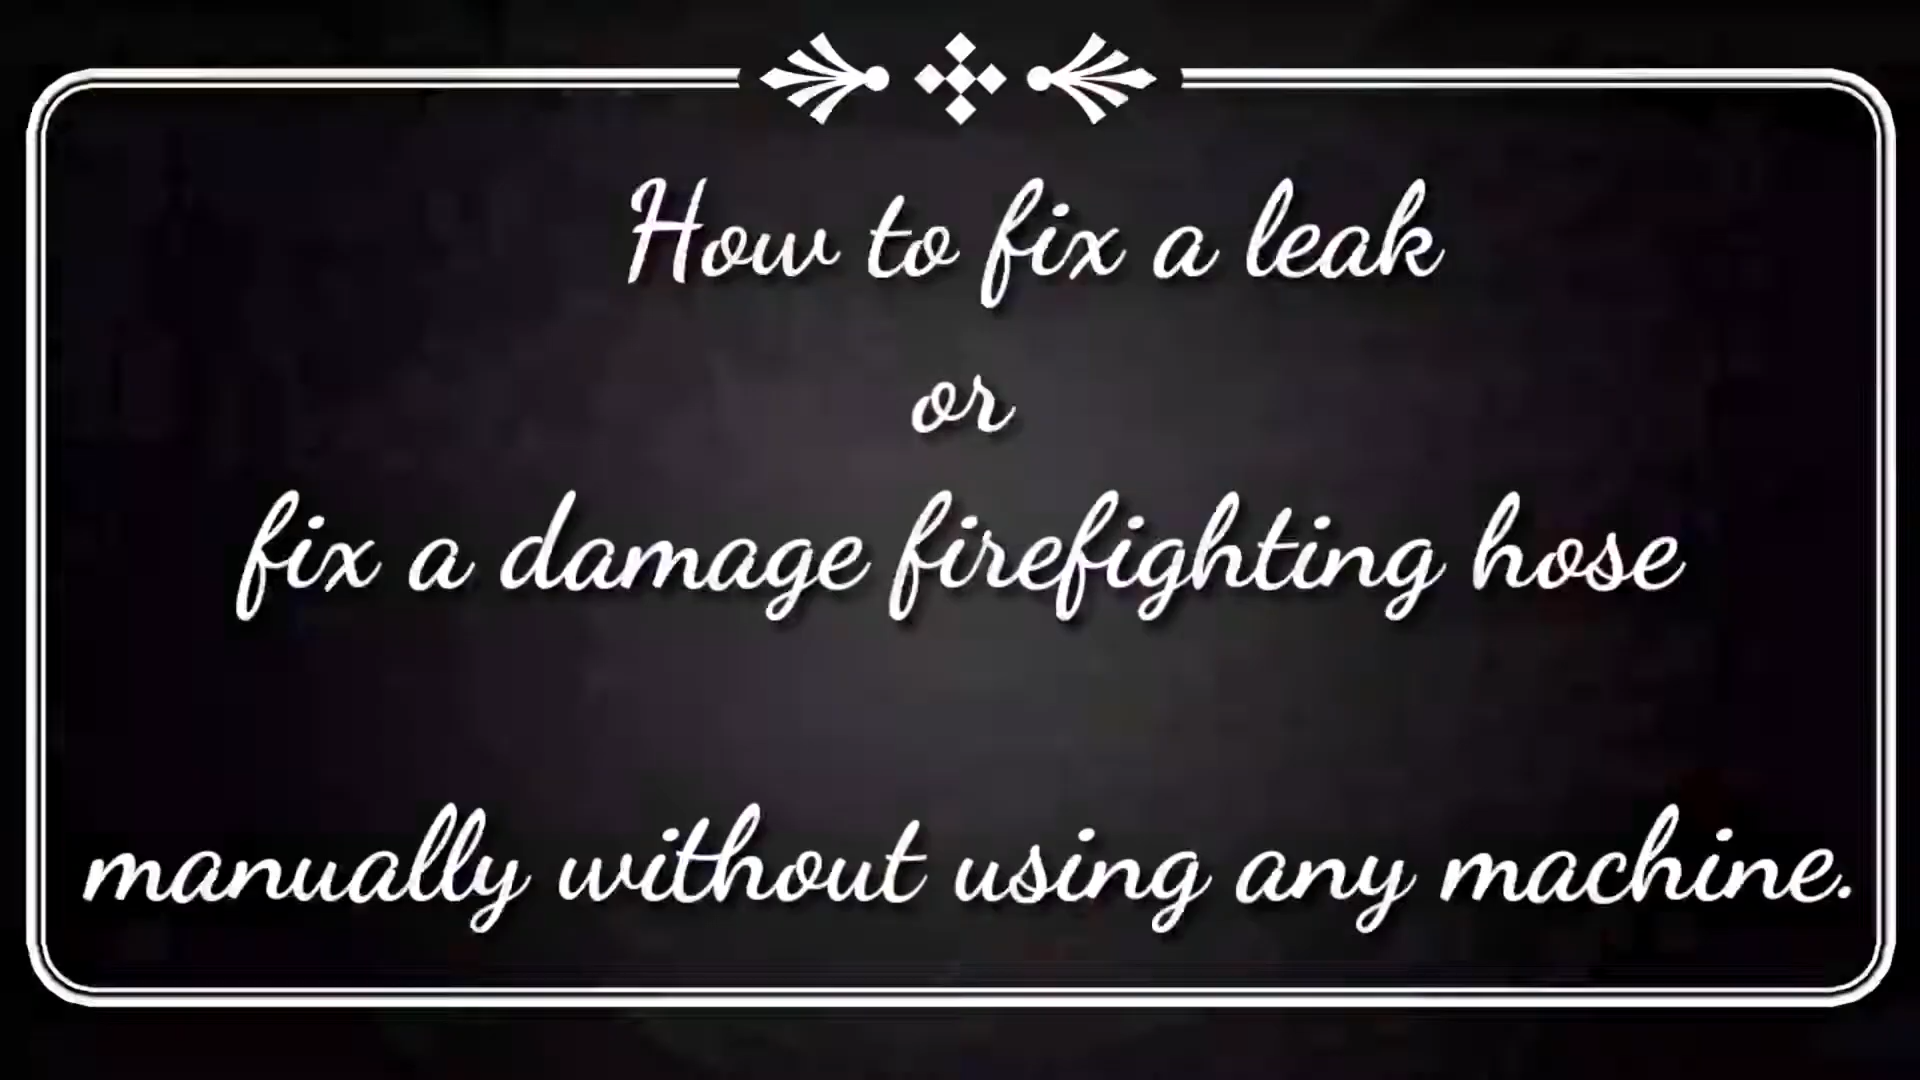 How to fix a leak
or
fix a damage firefighting hose
manually without using any machine.